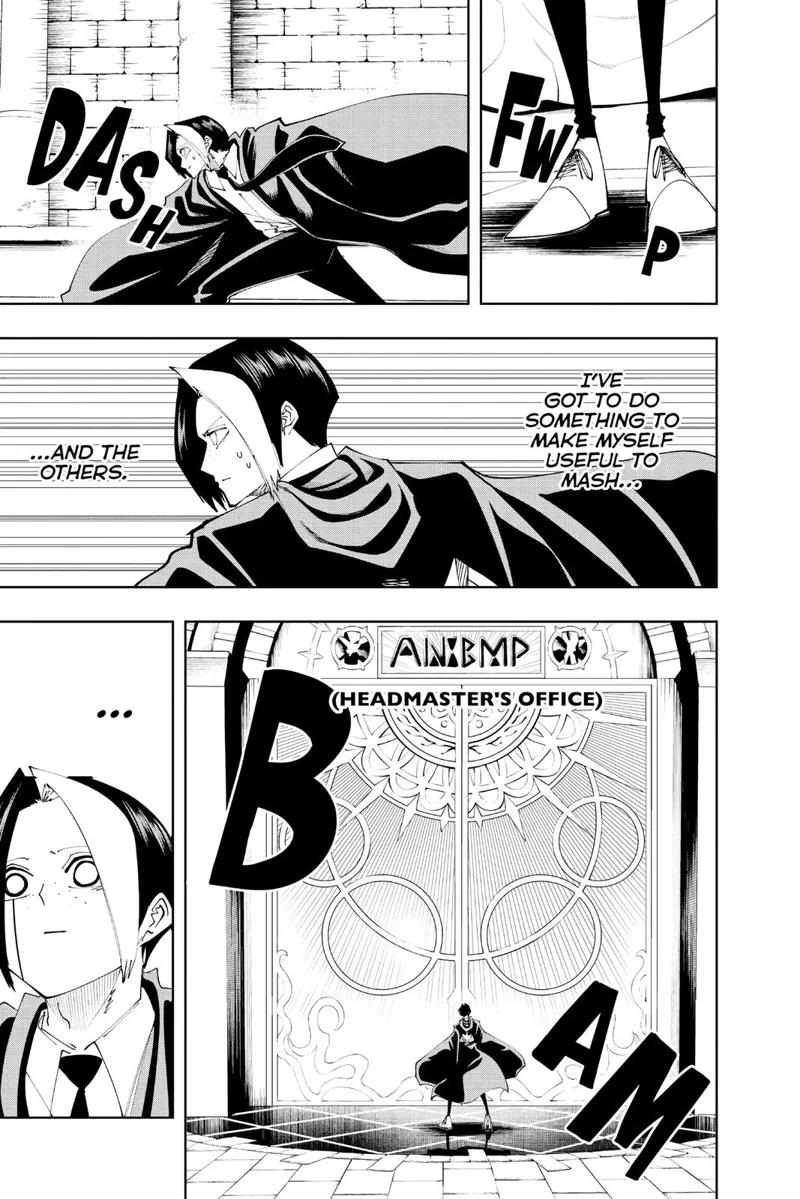 FWP
DASH
I'VE
GOT TO DO
SOMETHING TO
MAKE MYSELF
USEFUL TO
MASH...
...AND THE
OTHERS.
(HEADMASTER'S OFFICE)
BAM
...